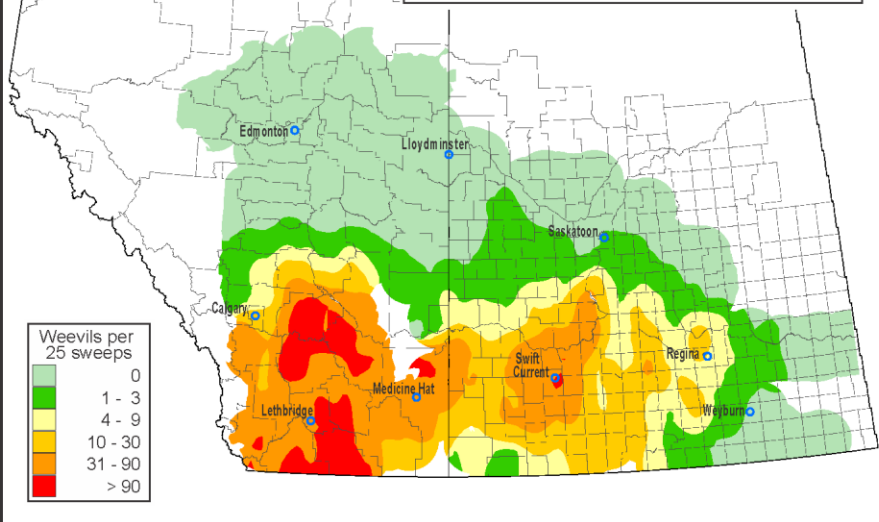 Edmonton
Lloydminster
Saskatoon
Calgary
Weevils per
25 sweeps
0
1 - 3
4 - 9
10 - 30
31 - 90
> 90
Swift
Current
Regina
Medicine Hat
Lethbridge
Weyburn